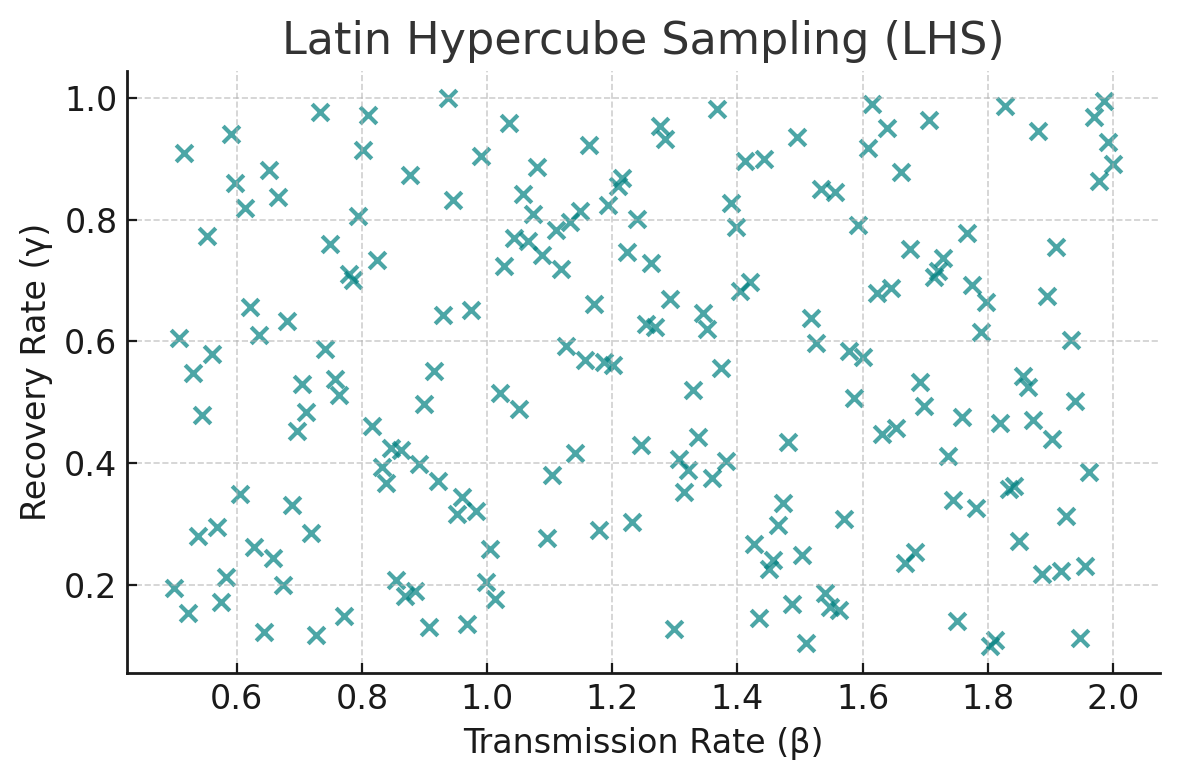 Latin Hypercube Sampling (LHS)
Recovery Rate (γ)
1.0
0.8
0.6
0.4
0.2
0.6 0.8 1.0 1.2 1.4 1.6 1.8 2.0
Transmission Rate (β)